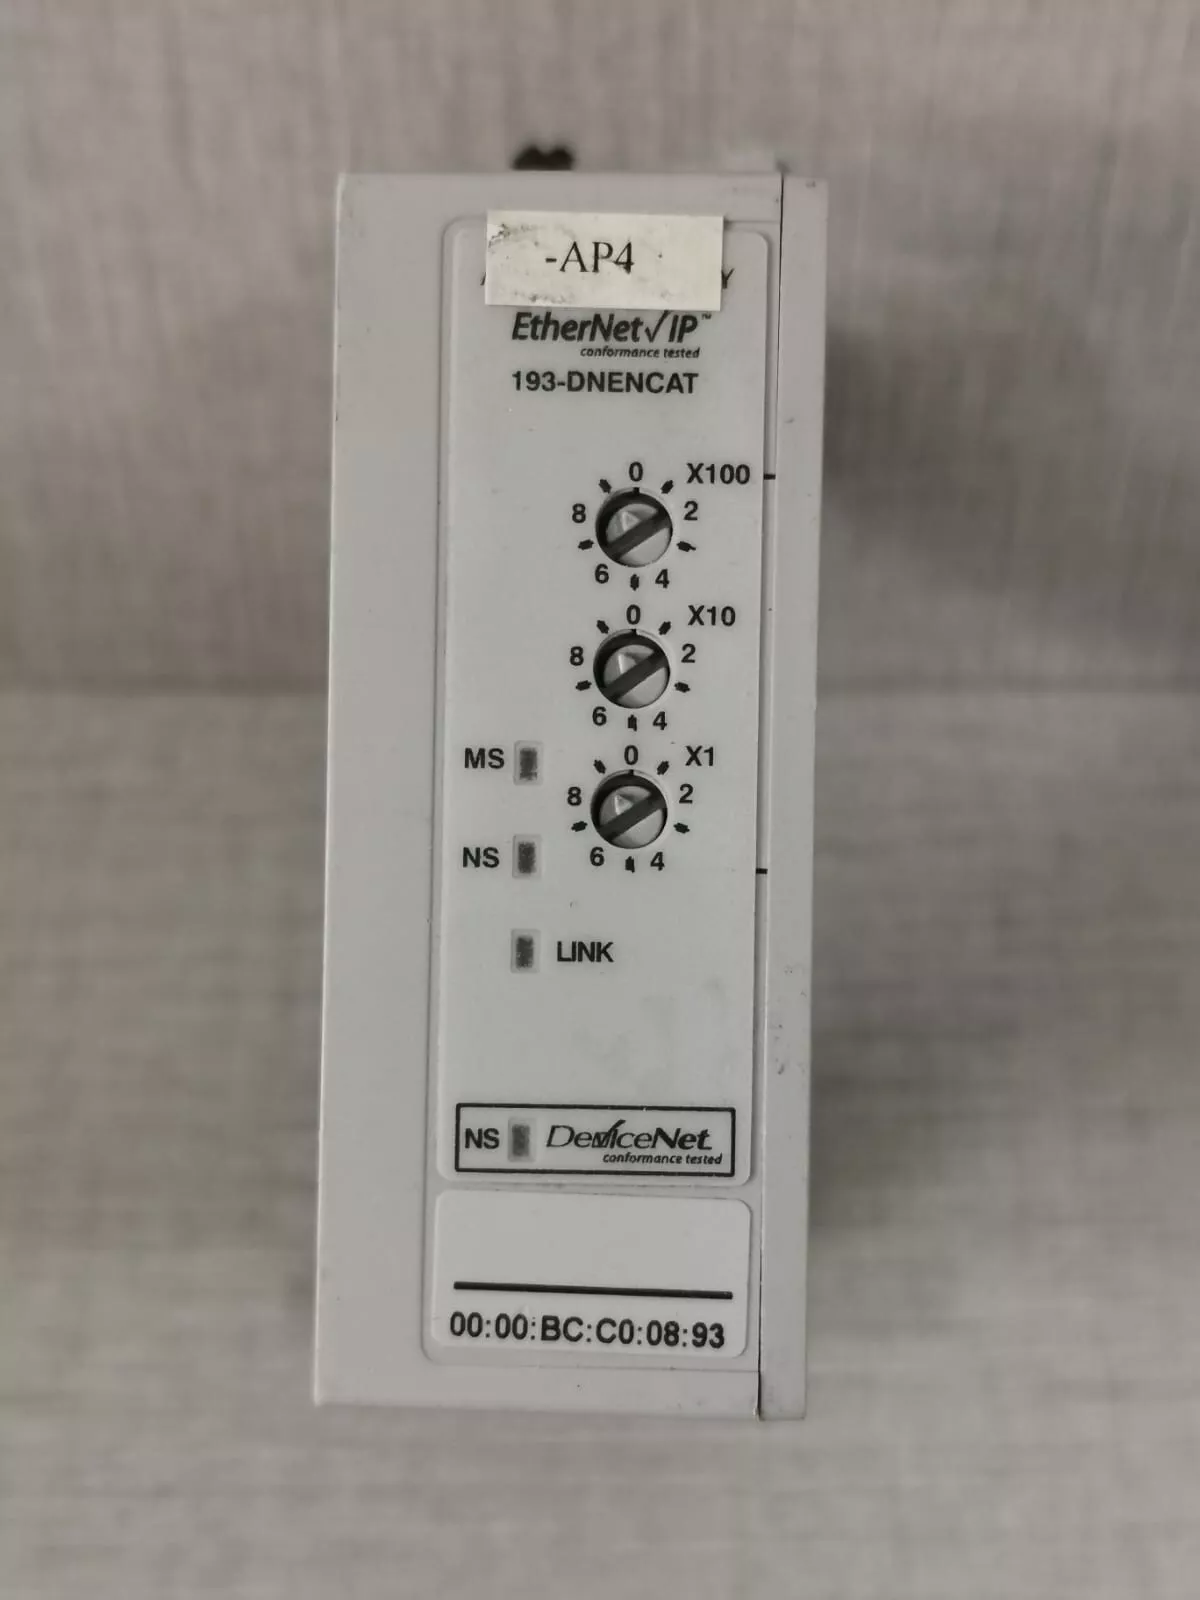 -AP4
EtherNet/IP™
conformance tested
193-DNENCAT
0 X100
8 2
6 4
0 X10
8 2
6 4
MS 0 X1
8 2
NS 6 4
LINK
NS DeviceNet
conformance tested
00:00:BC:C0:08:93